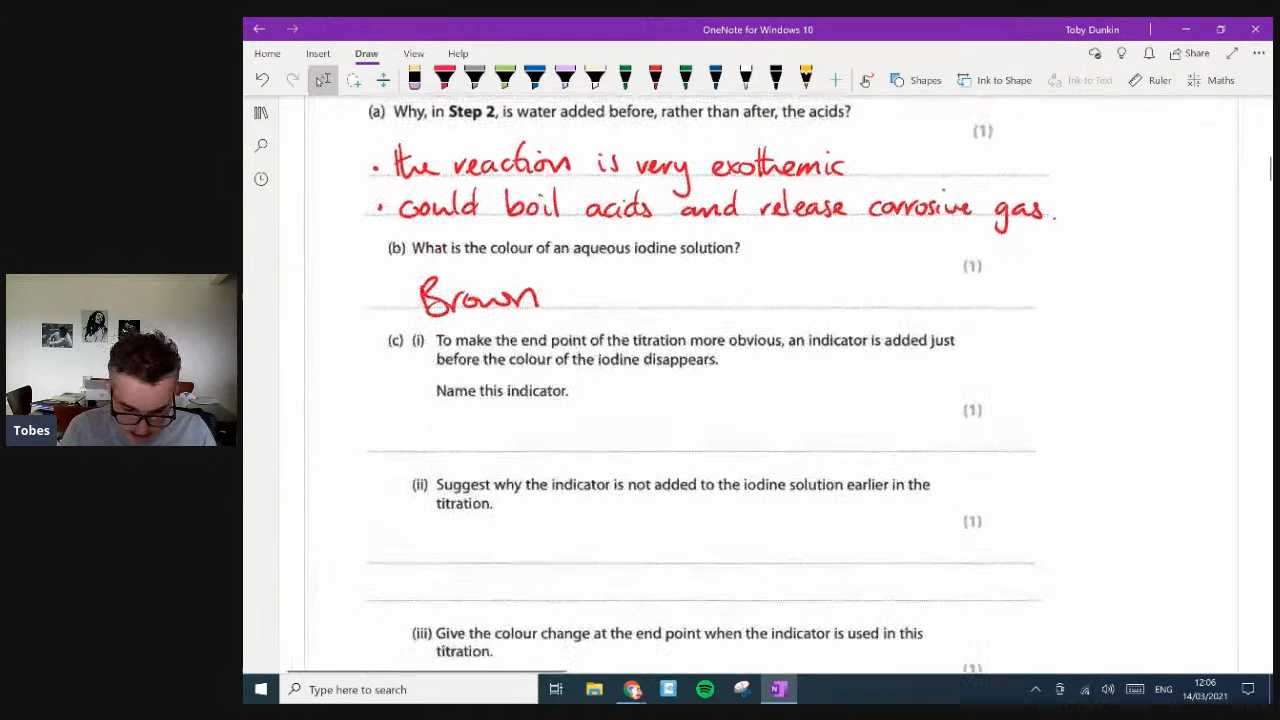 OneNote for Windows 10
Toby Dunkin
Home Insert Draw View Help
Share
Shapes Ink to Shape Ink to Text Ruler Maths
(a) Why, in Step 2, is water added before, rather than after, the acids?
(1)
• the reaction is very exothemic
• could boil acids and release corrosive gas.
(b) What is the colour of an aqueous iodine solution?
(1)
Brown
(c) (i) To make the end point of the titration more obvious, an indicator is added just
before the colour of the iodine disappears.
Name this indicator.
(1)
Tobes
(ii) Suggest why the indicator is not added to the iodine solution earlier in the
titration.
(1)
(iii) Give the colour change at the end point when the indicator is used in this
titration.
(1)
Type here to search
ENG
12:06
14/03/2021